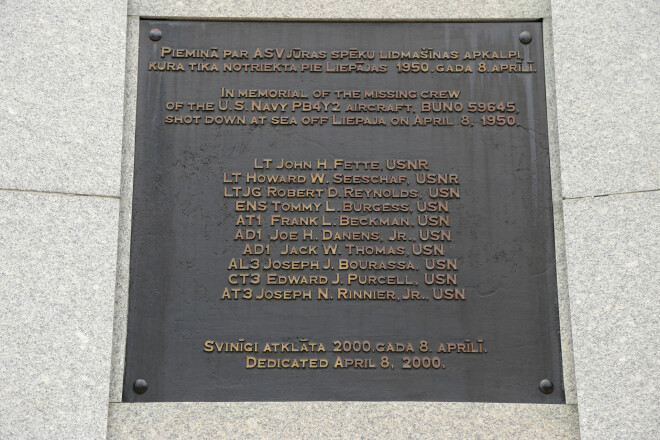 PIEMIŅĀ PAR ASV JŪRAS SPĒKU LIDMAŠĪNAS APKALPI,
KURA TIKA NOTRIEKTA PIE LIEPĀJAS 1950. GADA 8. APRĪLĪ.
IN MEMORIAL OF THE MISSING CREW
OF THE U.S. NAVY PB4Y2 AIRCRAFT, BUNO 59645,
SHOT DOWN AT SEA OFF LIEPAJA ON APRIL 8, 1950.
LT JOHN H. FETTE, USNR
LT HOWARD W. SEESCHAF, USNR
LTJG ROBERT D. REYNOLDS, USN
ENS TOMMY L. BURGESS, USN
AT1 FRANK L. BECKMAN, USN
AD1 JOE H. DANENS, JR., USN
AD1 JACK W. THOMAS, USN
AL3 JOSEPH J. BOURASSA, USN
CT3 EDWARD J. PURCELL, USN
AT3 JOSEPH N. RINNIER, JR., USN
SVINĪGI ATKLĀTA 2000. GADA 8. APRĪLĪ.
DEDICATED APRIL 8, 2000.